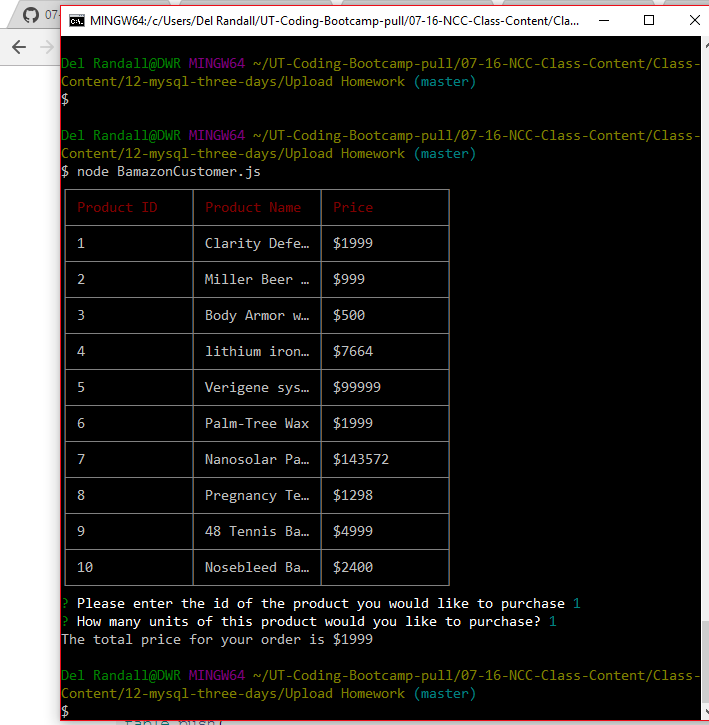 07-
MINGW64:/c/Users/Del Randall/UT-Coding-Bootcamp-pull/07-16-NCC-Class-Content/Cla...
Del Randall@DWR MINGW64 ~/UT-Coding-Bootcamp-pull/07-16-NCC-Class-Content/Class-
Content/12-mysql-three-days/Upload Homework (master)
$
Del Randall@DWR MINGW64 ~/UT-Coding-Bootcamp-pull/07-16-NCC-Class-Content/Class-
Content/12-mysql-three-days/Upload Homework (master)
$ node BamazonCustomer.js
Product ID Product Name Price
1 Clarity Defe… $1999
2 Miller Beer … $999
3 Body Armor w… $500
4 lithium iron… $7664
5 Verigene sys… $99999
6 Palm-Tree Wax $1999
7 Nanosolar Pa… $143572
8 Pregnancy Te… $1298
9 48 Tennis Ba… $4999
10 Nosebleed Ba… $2400
? Please enter the id of the product you would like to purchase 1
? How many units of this product would you like to purchase? 1
The total price for your order is $1999
Del Randall@DWR MINGW64 ~/UT-Coding-Bootcamp-pull/07-16-NCC-Class-Content/Class-
Content/12-mysql-three-days/Upload Homework (master)
$